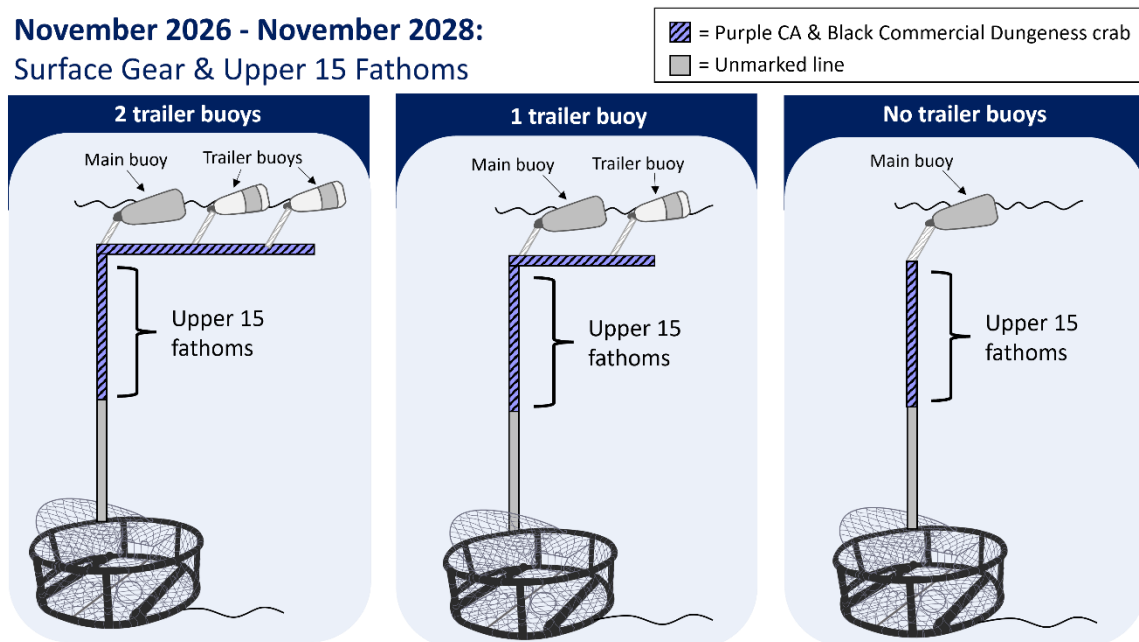 November 2026 - November 2028:
Surface Gear & Upper 15 Fathoms
= Purple CA & Black Commercial Dungeness crab
= Unmarked line
2 trailer buoys
Main buoy
Trailer buoys
Upper 15
fathoms
1 trailer buoy
Main buoy
Trailer buoy
Upper 15
fathoms
No trailer buoys
Main buoy
Upper 15
fathoms